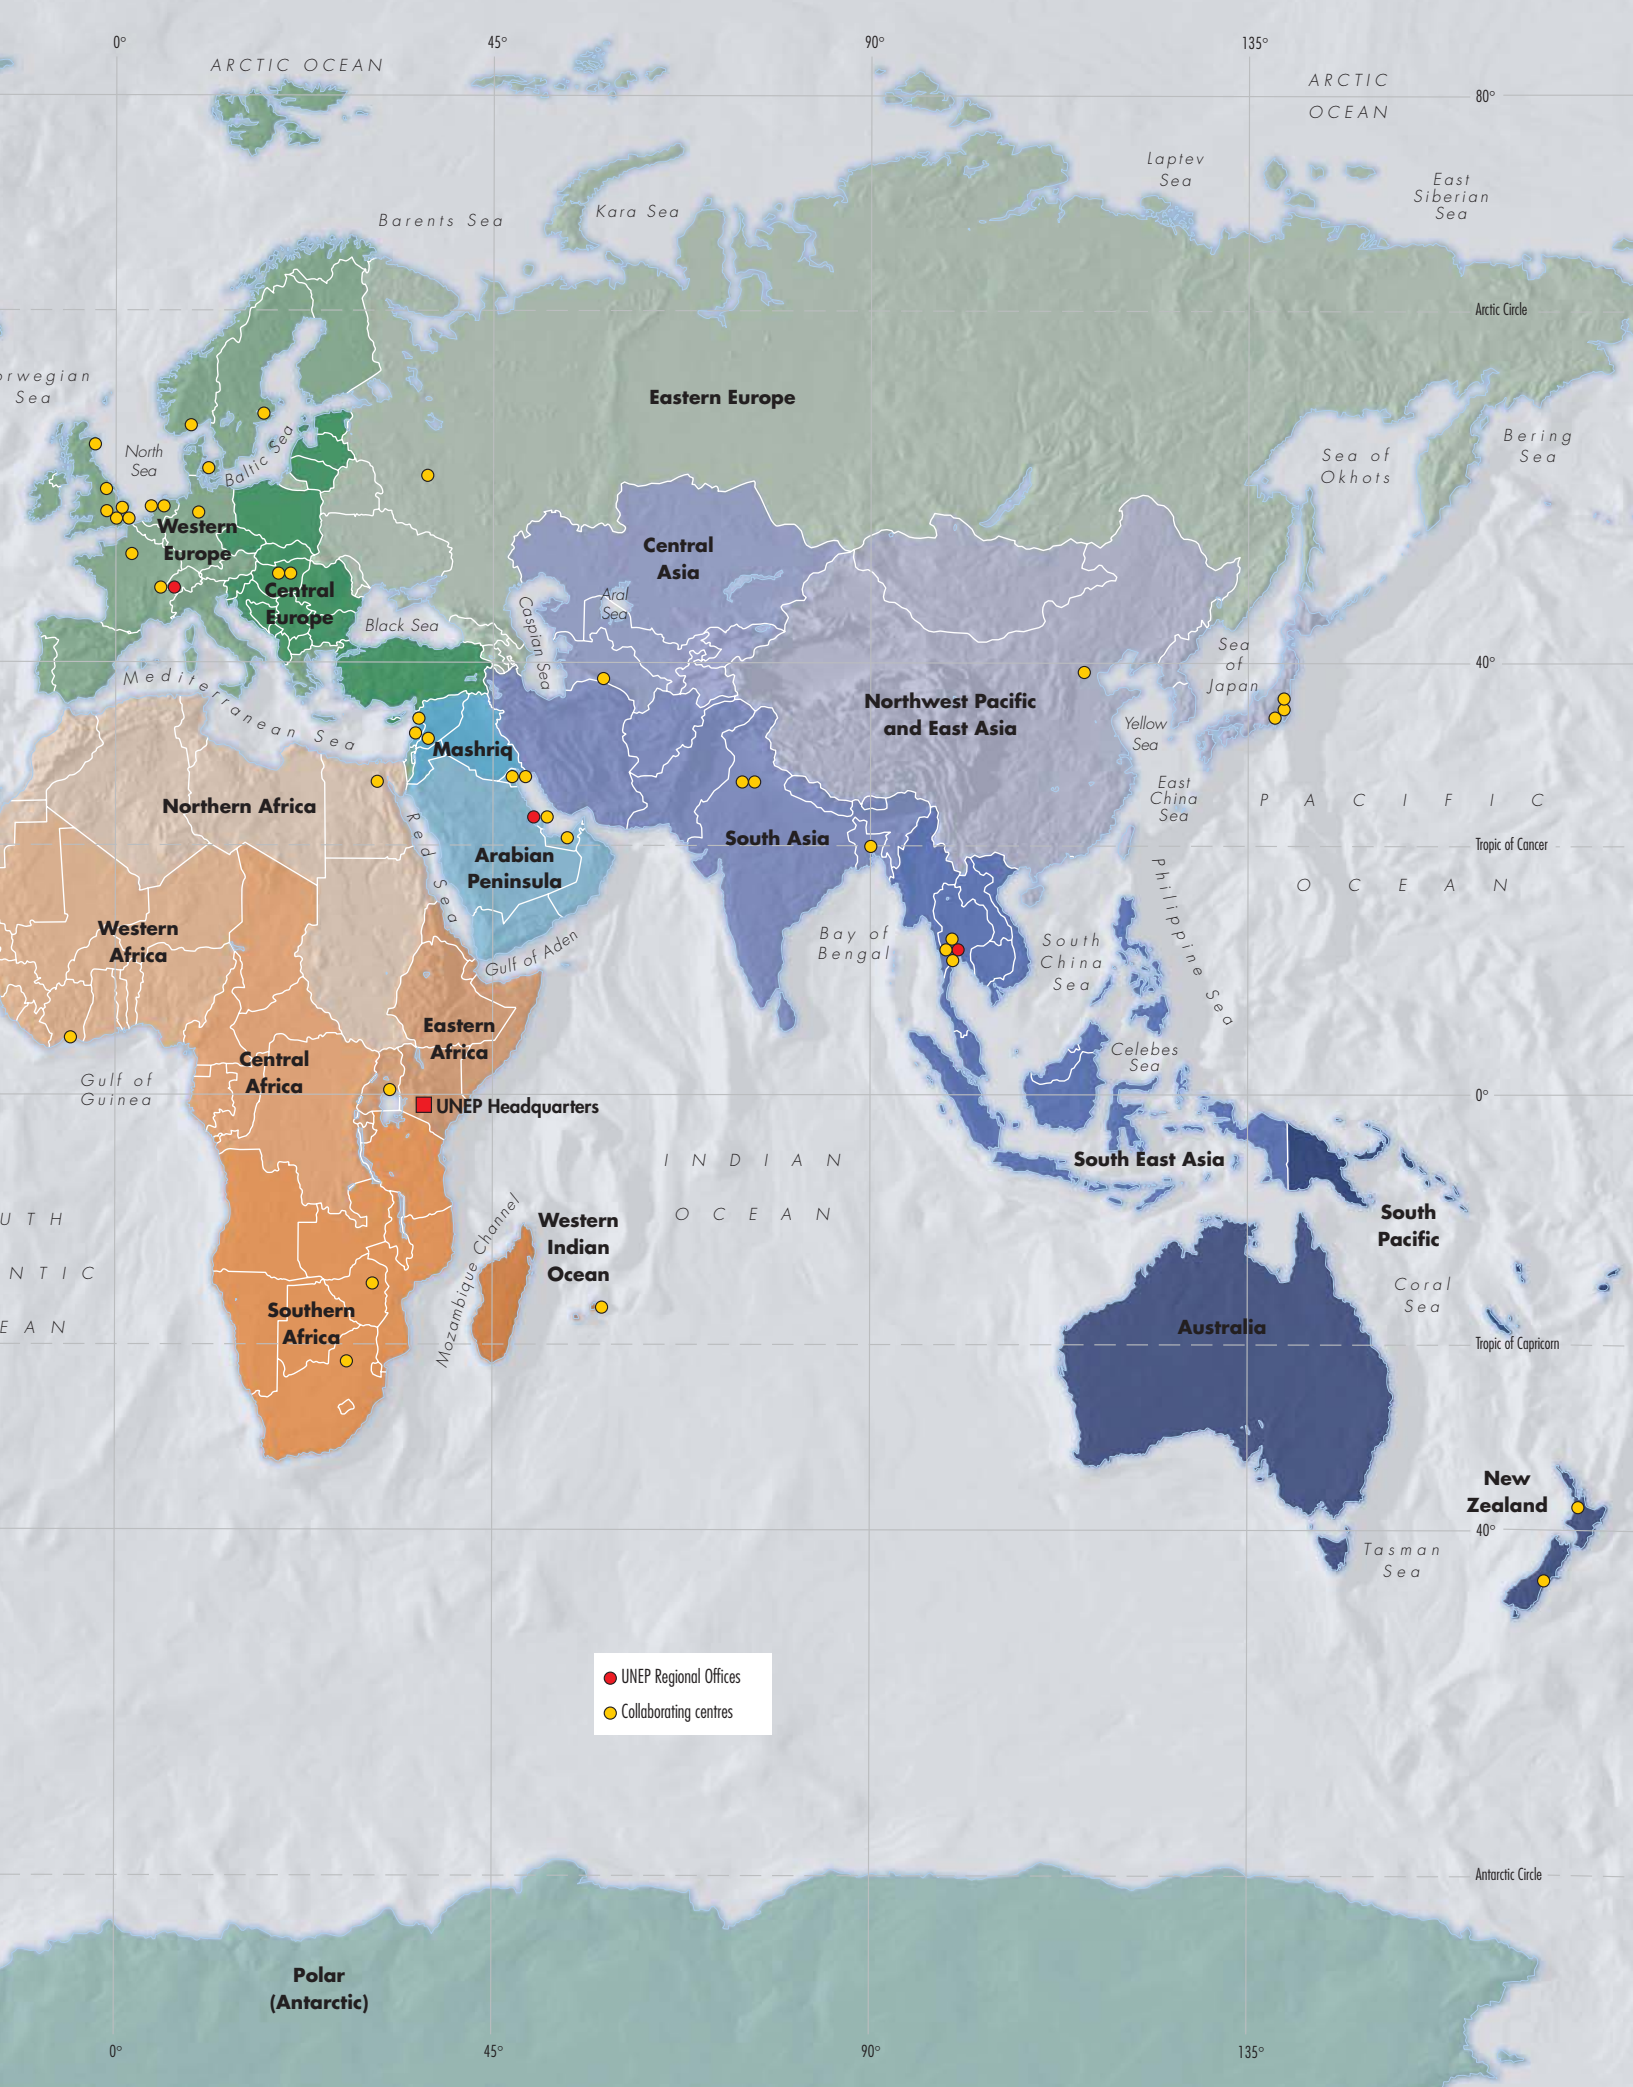 0°
45°
90°
135°
ARCTIC OCEAN
ARCTIC
OCEAN
80°
Laptev
Sea
East
Siberian
Sea
Barents Sea
Kara Sea
Arctic Circle
orwegian
Sea
Eastern Europe
North
Sea
Baltic Sea
Sea of
Okhots
Bering
Sea
Western
Europe
Central
Asia
Central
Europe
Aral
Sea
Black Sea
Caspian Sea
Sea
of
Japan
40°
Mediterranean Sea
Northwest Pacific
and East Asia
Yellow
Sea
Mashriq
East
China
Sea
PACIFIC
Northern Africa
Red Sea
South Asia
Tropic of Cancer
Arabian
Peninsula
OCEAN
Philippine Sea
Western
Africa
Gulf of Aden
Bay of
Bengal
South
China
Sea
Eastern
Africa
Central
Africa
Celebes
Sea
Gulf of
Guinea
UNEP Headquarters
0°
INDIAN
South East Asia
OCEAN
UTH
NTIC
EAN
Mozambique Channel
Western
Indian
Ocean
South
Pacific
Coral
Sea
Southern
Africa
Australia
Tropic of Capricorn
New
Zealand
40°
Tasman
Sea
UNEP Regional Offices
Collaborating centres
Antarctic Circle
Polar
(Antarctic)
0°
45°
90°
135°